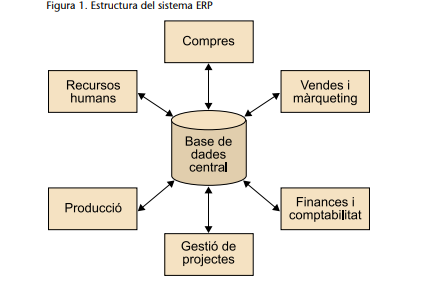 Figura 1. Estructura del sistema ERP
Compres
Recursos
humans
Vendes i
màrqueting
Base de
dades
central
Producció
Finances i
comptabilitat
Gestió de
projectes